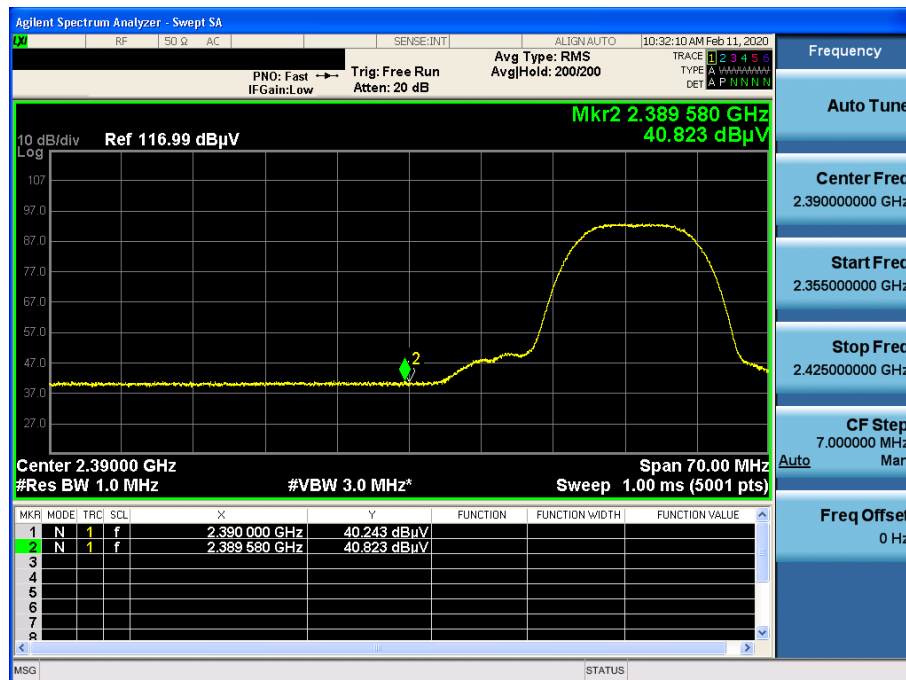 Agilent Spectrum Analyzer - Swept SA
LXI RF 50 Ω AC SENSE:INT ALIGN AUTO 10:32:10 AM Feb 11, 2020
Frequency
PNO: Fast Trig: Free Run Avg Type: RMS TRACE 1 2 3 4 5 6
IFGain:Low Atten: 20 dB Avg|Hold: 200/200 TYPE A WWWWW
DET A P N N N N
Auto Tune
Mkr2 2.389 580 GHz
40.823 dBµV
10 dB/div Ref 116.99 dBµV
Log
107
97.0
87.0
77.0
67.0
57.0
47.0
37.0
27.0
2
Center Freq
2.390000000 GHz
Start Freq
2.355000000 GHz
Stop Freq
2.425000000 GHz
CF Step
7.000000 MHz
Auto Man
Freq Offset
0 Hz
Center 2.39000 GHz Span 70.00 MHz
#Res BW 1.0 MHz #VBW 3.0 MHz* Sweep 1.00 ms (5001 pts)
MKR MODE TRC SCL X Y FUNCTION FUNCTION WIDTH FUNCTION VALUE
1 N 1 f 2.390 000 GHz 40.243 dBµV
2 N 1 f 2.389 580 GHz 40.823 dBµV
3
4
5
6
7
8
MSG STATUS